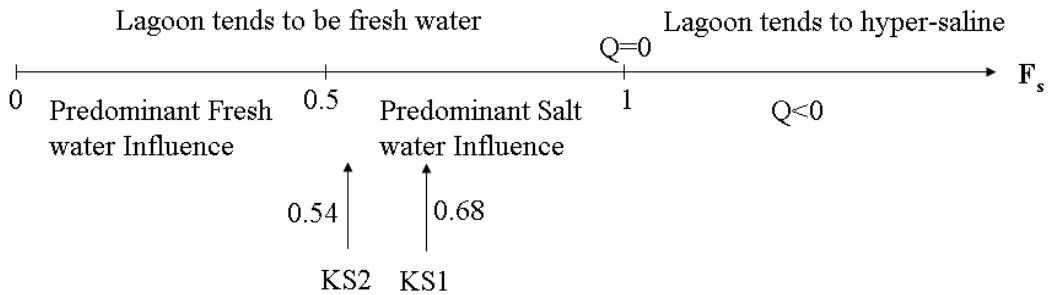 Lagoon tends to be fresh water
Lagoon tends to hyper-saline
Q=0
Fs
0
0.5
1
Predominant Fresh
water Influence
Predominant Salt
water Influence
Q<0
0.54
0.68
KS2
KS1